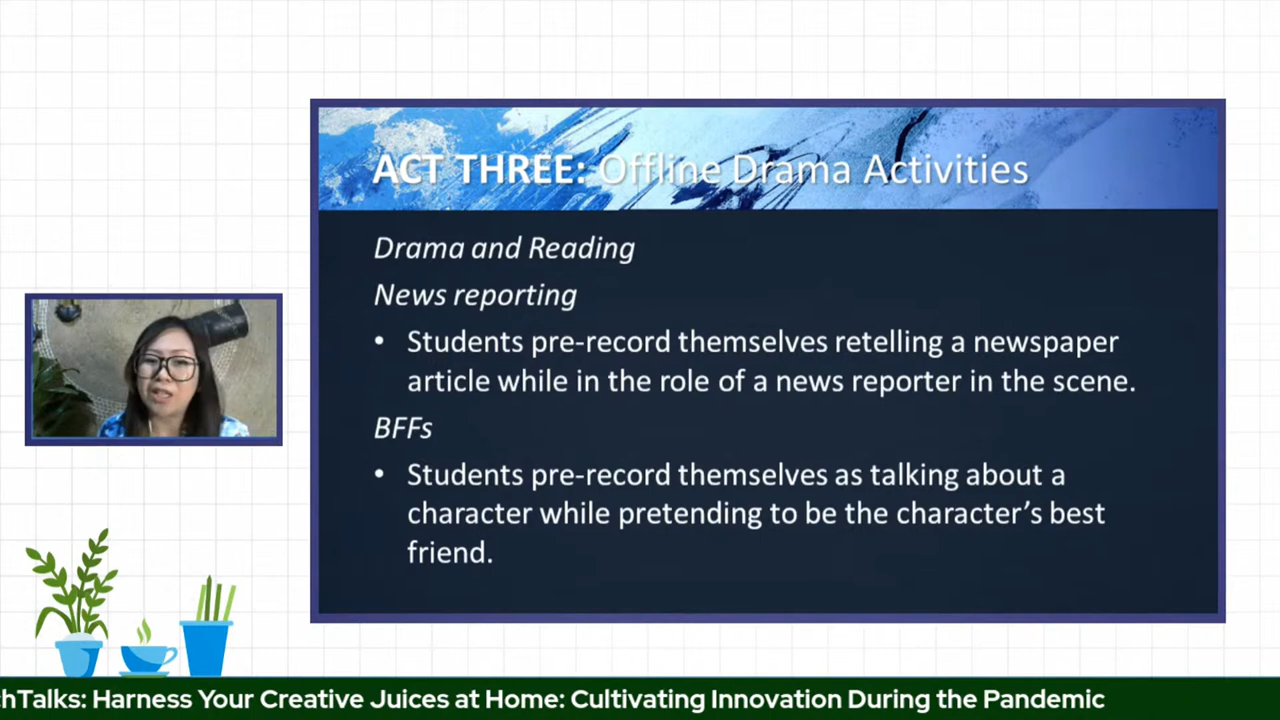 ACT THREE: Offline Drama Activities
Drama and Reading
News reporting
• Students pre-record themselves retelling a newspaper
article while in the role of a news reporter in the scene.
BFFs
• Students pre-record themselves as talking about a
character while pretending to be the character's best
friend.
hTalks: Harness Your Creative Juices at Home: Cultivating Innovation During the Pandemic